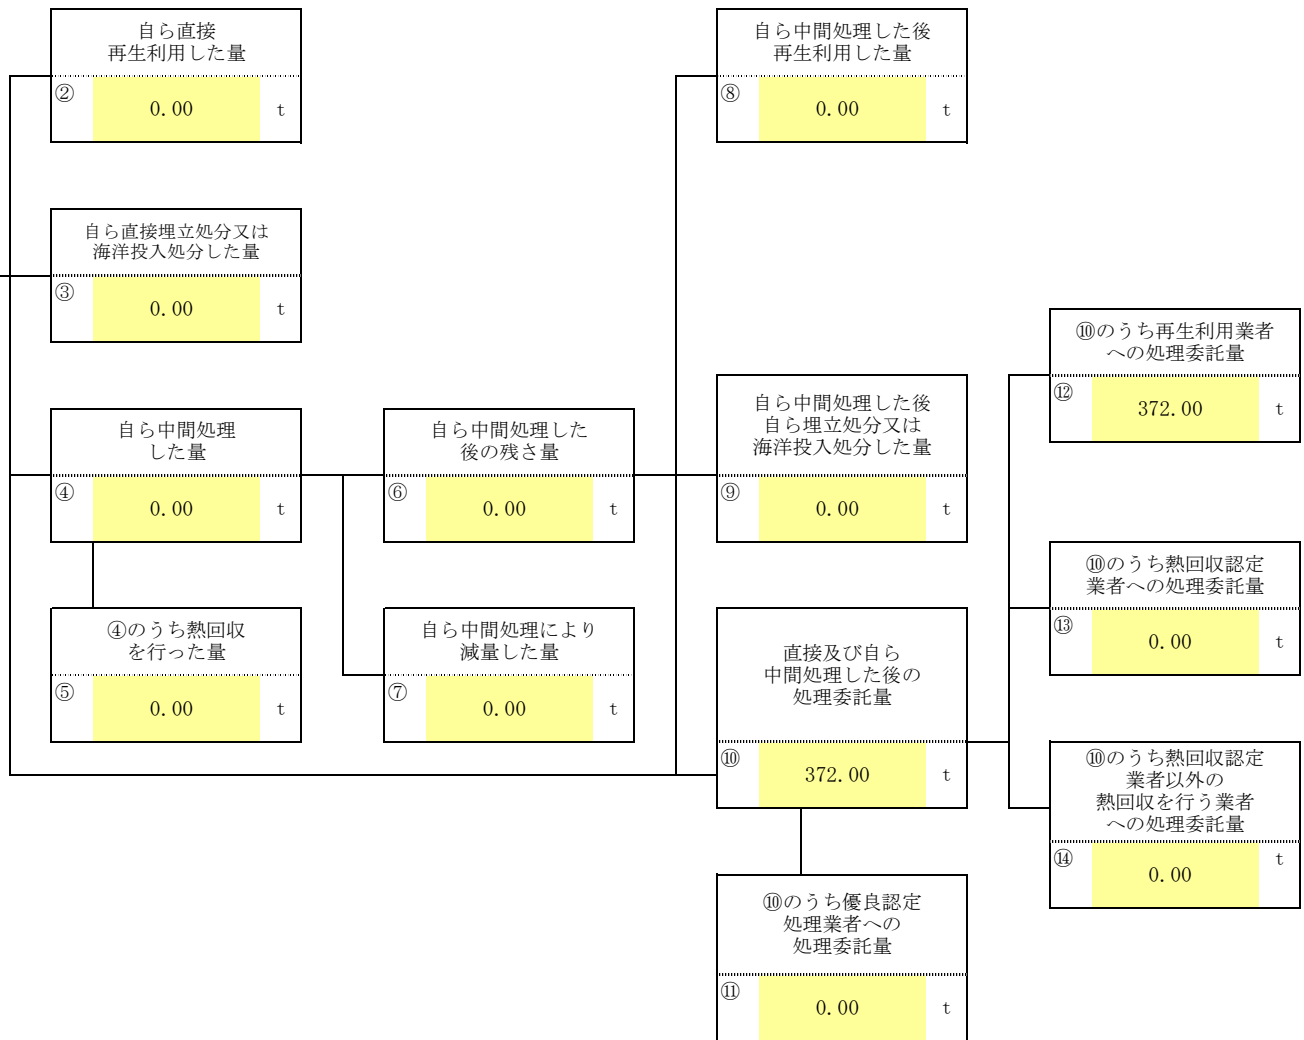 自ら直接
再生利用した量
② 0.00 t
自ら中間処理した後
再生利用した量
⑧ 0.00 t
自ら直接埋立処分又は
海洋投入処分した量
③ 0.00 t
⑩のうち再生利用業者
への処理委託量
⑫ 372.00 t
自ら中間処理
した量
④ 0.00 t
自ら中間処理した
後の残さ量
⑥ 0.00 t
自ら中間処理した後
自ら埋立処分又は
海洋投入処分した量
⑨ 0.00 t
⑩のうち熱回収認定
業者への処理委託量
⑬ 0.00 t
④のうち熱回収
を行った量
⑤ 0.00 t
自ら中間処理により
減量した量
⑦ 0.00 t
直接及び自ら
中間処理した後の
処理委託量
⑩ 372.00 t
⑩のうち熱回収認定
業者以外の
熱回収を行う業者
への処理委託量
⑭ 0.00 t
⑩のうち優良認定
処理業者への
処理委託量
⑪ 0.00 t